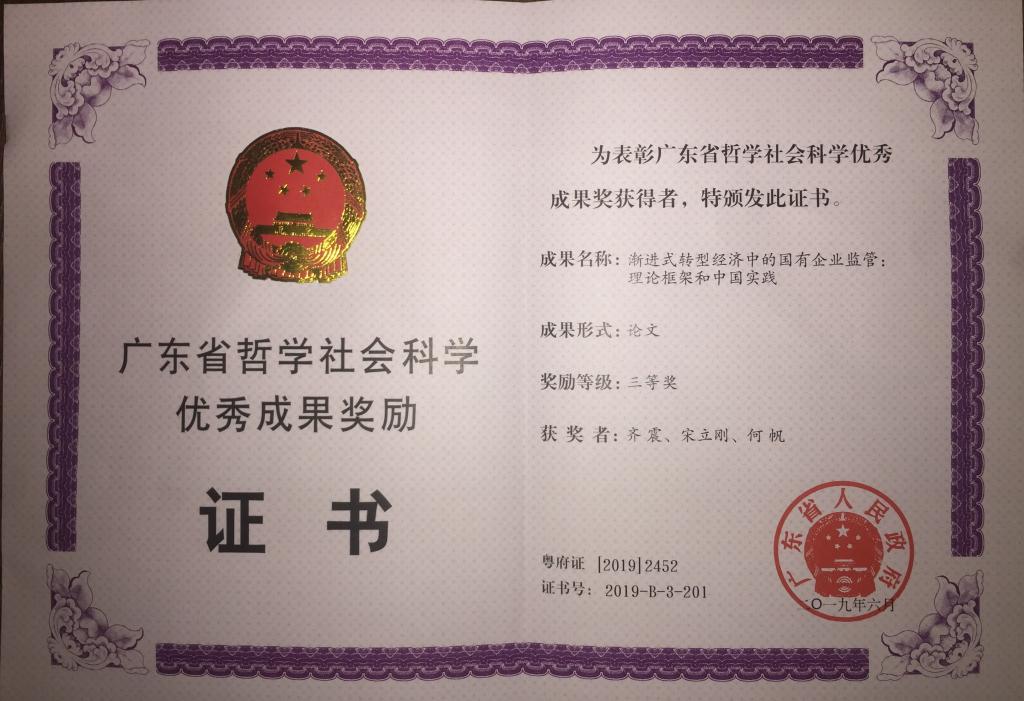 广东省哲学社会科学
优秀成果奖励
证 书
为表彰广东省哲学社会科学优秀
成果奖获得者，特颁发此证书。
成果名称：渐进式转型经济中的国有企业监管：
理论框架和中国实践
成果形式：论文
奖励等级：三等奖
获 奖 者：齐 震、宋立刚、何 帆
粤府证 [2019]2452
证书号： 2019-B-3-201
广东省人民政府
二〇一九年六月